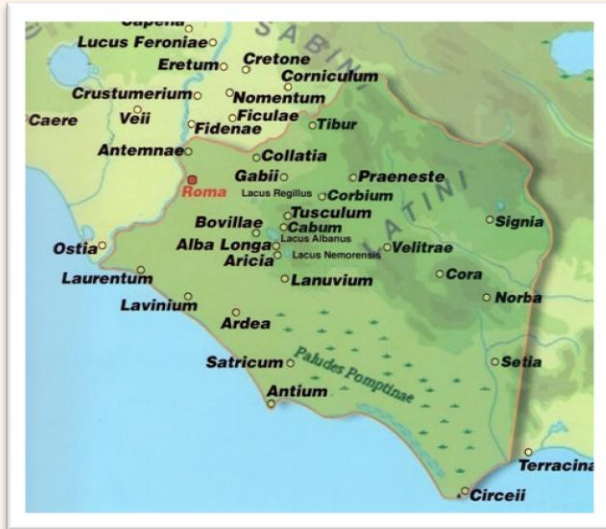 Capena
Lucus Feroniae
SABINI
Eretum
Cretone
Corniculum
Crustumerium
Nomentum
Caere
Veii
Ficulae
Fidenae
Tibur
Antemnae
Collatia
Gabii
Praeneste
Roma
Lacus Regillus
Corbium
LATINI
Tusculum
Bovillae
Cabum
Signia
Lacus Albanus
Ostia
Alba Longa
Velitrae
Aricia
Lacus Nemorensis
Laurentum
Lanuvium
Cora
Lavinium
Norba
Ardea
Satricum
Paludes Pomptinae
Setia
Antium
Terracina
Circeii